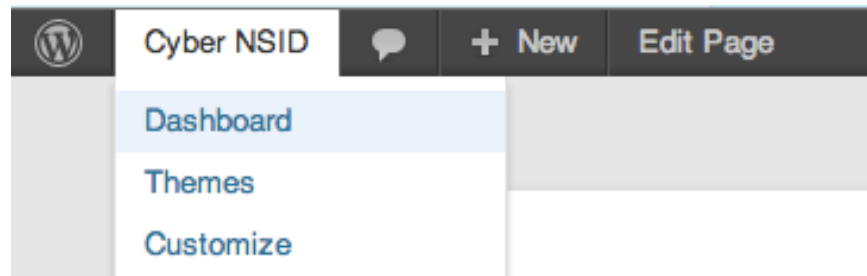 Cyber NSID + New Edit Page
Dashboard
Themes
Customize